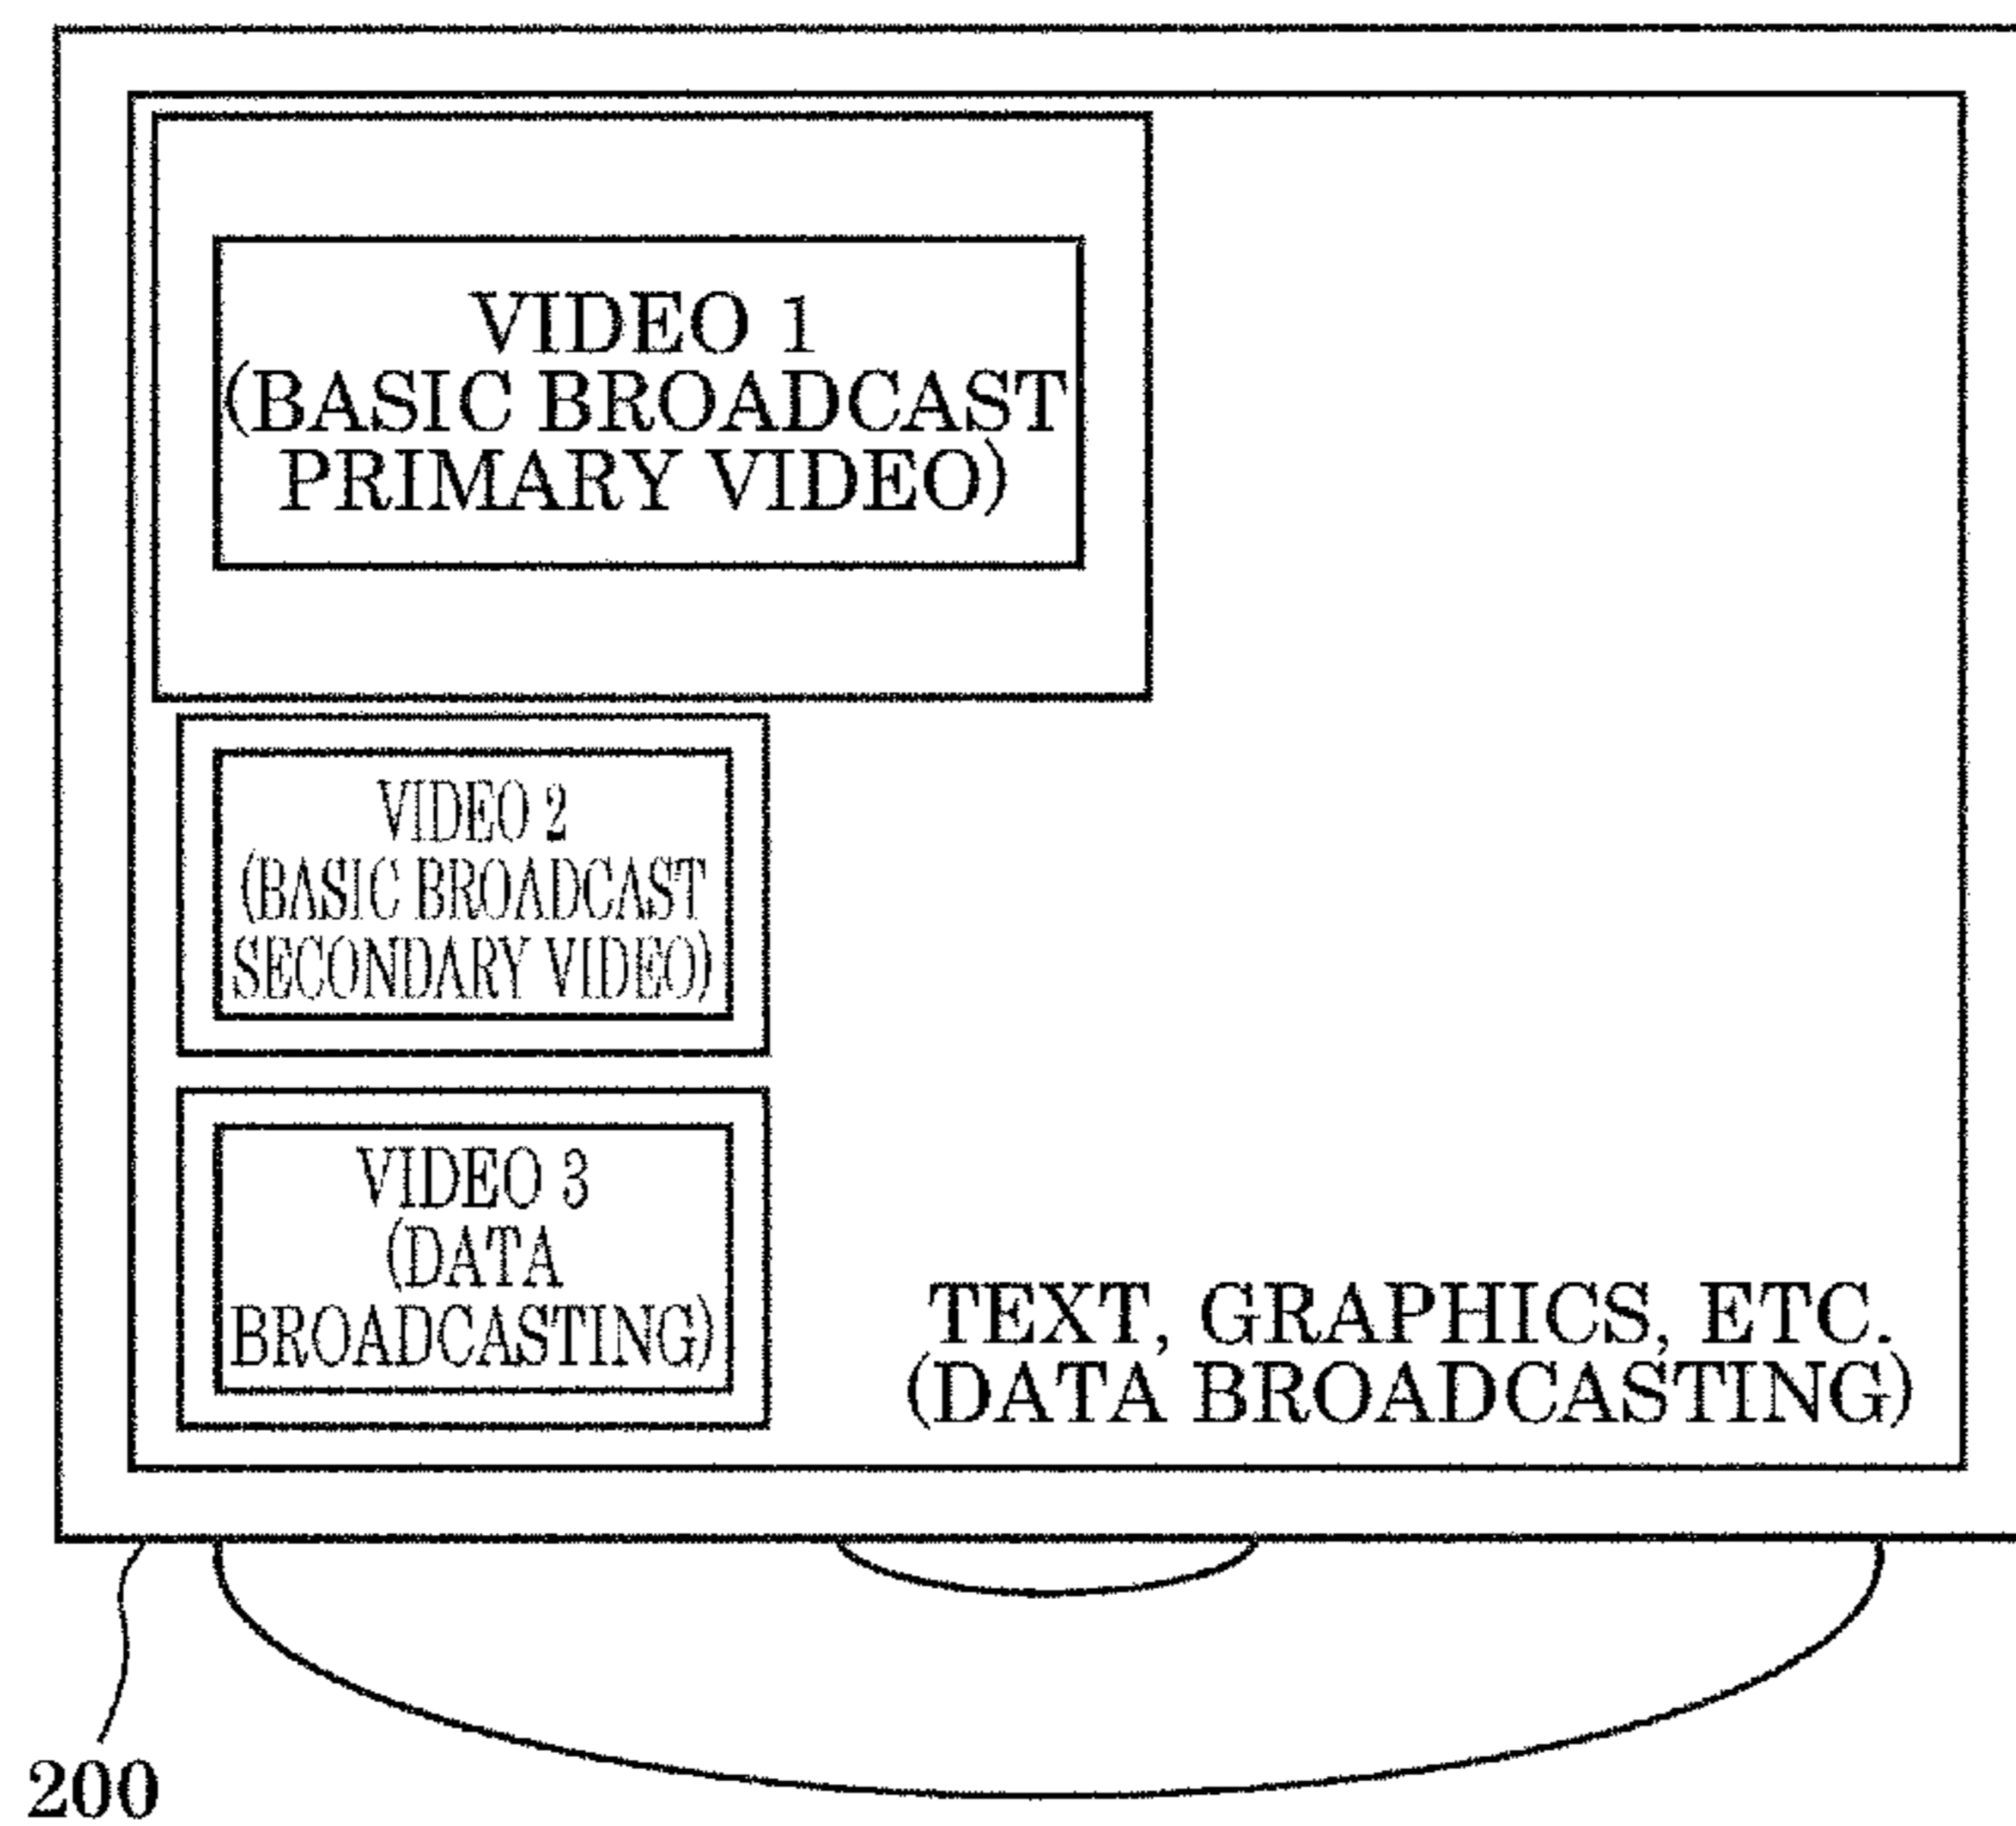 VIDEO 1
(BASIC BROADCAST
PRIMARY VIDEO)
VIDEO 2
(BASIC BROADCAST
SECONDARY VIDEO)
VIDEO 3
(DATA
BROADCASTING)
TEXT, GRAPHICS, ETC.
(DATA BROADCASTING)
200